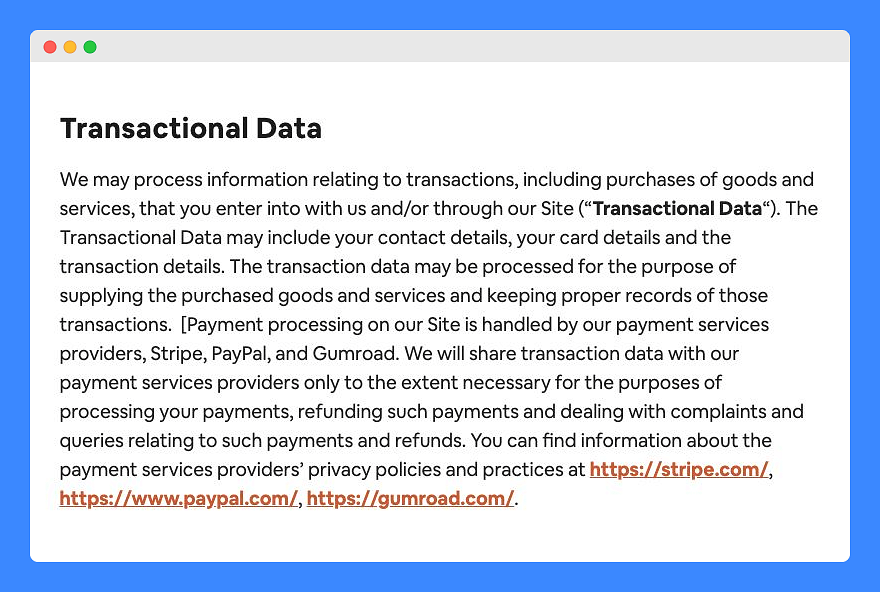 Transactional Data
We may process information relating to transactions, including purchases of goods and
services, that you enter into with us and/or through our Site (“Transactional Data“). The
Transactional Data may include your contact details, your card details and the
transaction details. The transaction data may be processed for the purpose of
supplying the purchased goods and services and keeping proper records of those
transactions.  [Payment processing on our Site is handled by our payment services
providers, Stripe, PayPal, and Gumroad. We will share transaction data with our
payment services providers only to the extent necessary for the purposes of
processing your payments, refunding such payments and dealing with complaints and
queries relating to such payments and refunds. You can find information about the
payment services providers’ privacy policies and practices at https://stripe.com/,
https://www.paypal.com/, https://gumroad.com/.